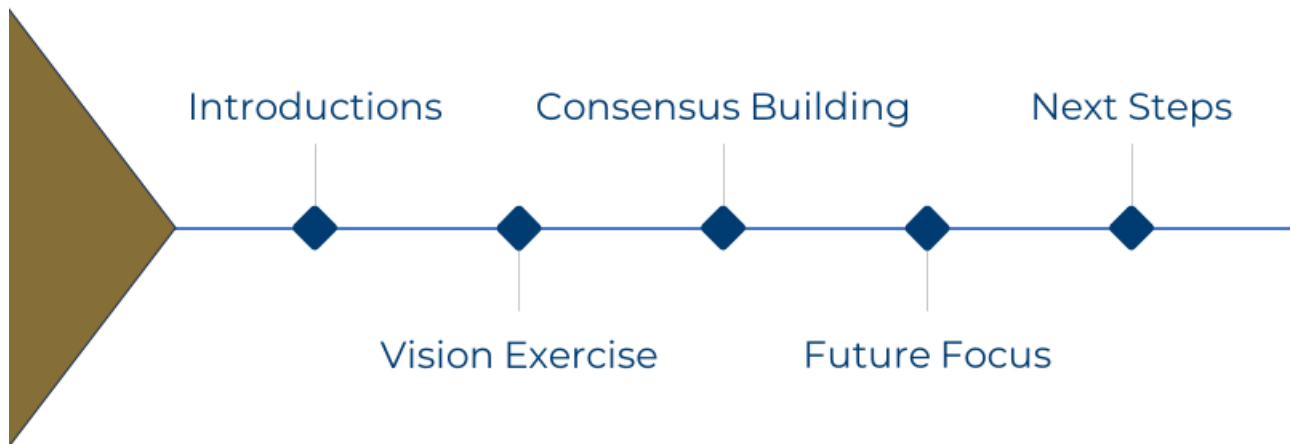 Introductions
Vision Exercise
Consensus Building
Future Focus
Next Steps